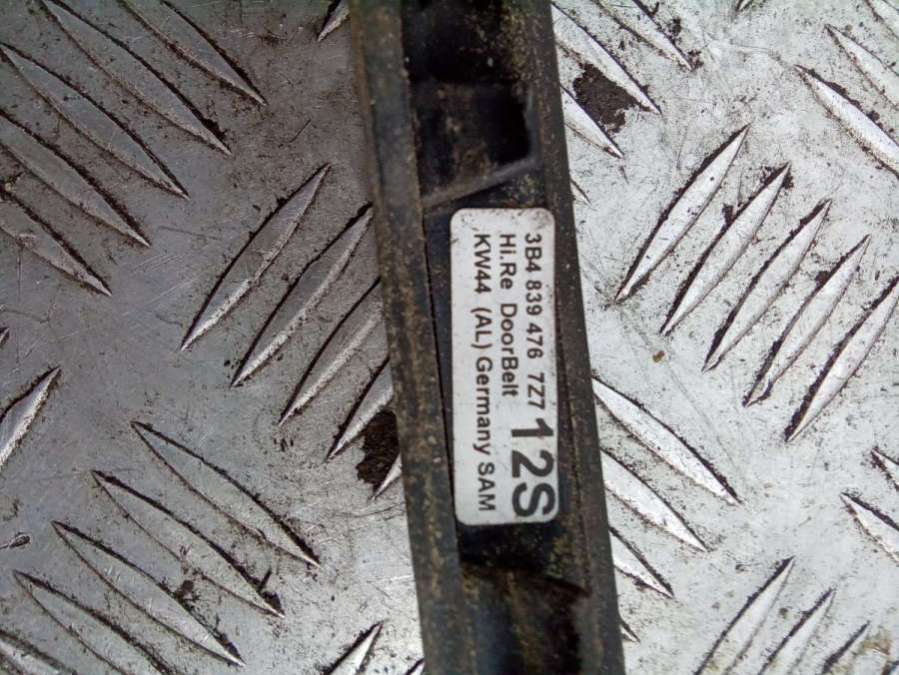 3B4 839 476 7Z7
Hi.Re DoorBelt
KW44 (AL) Germany SAM
12S